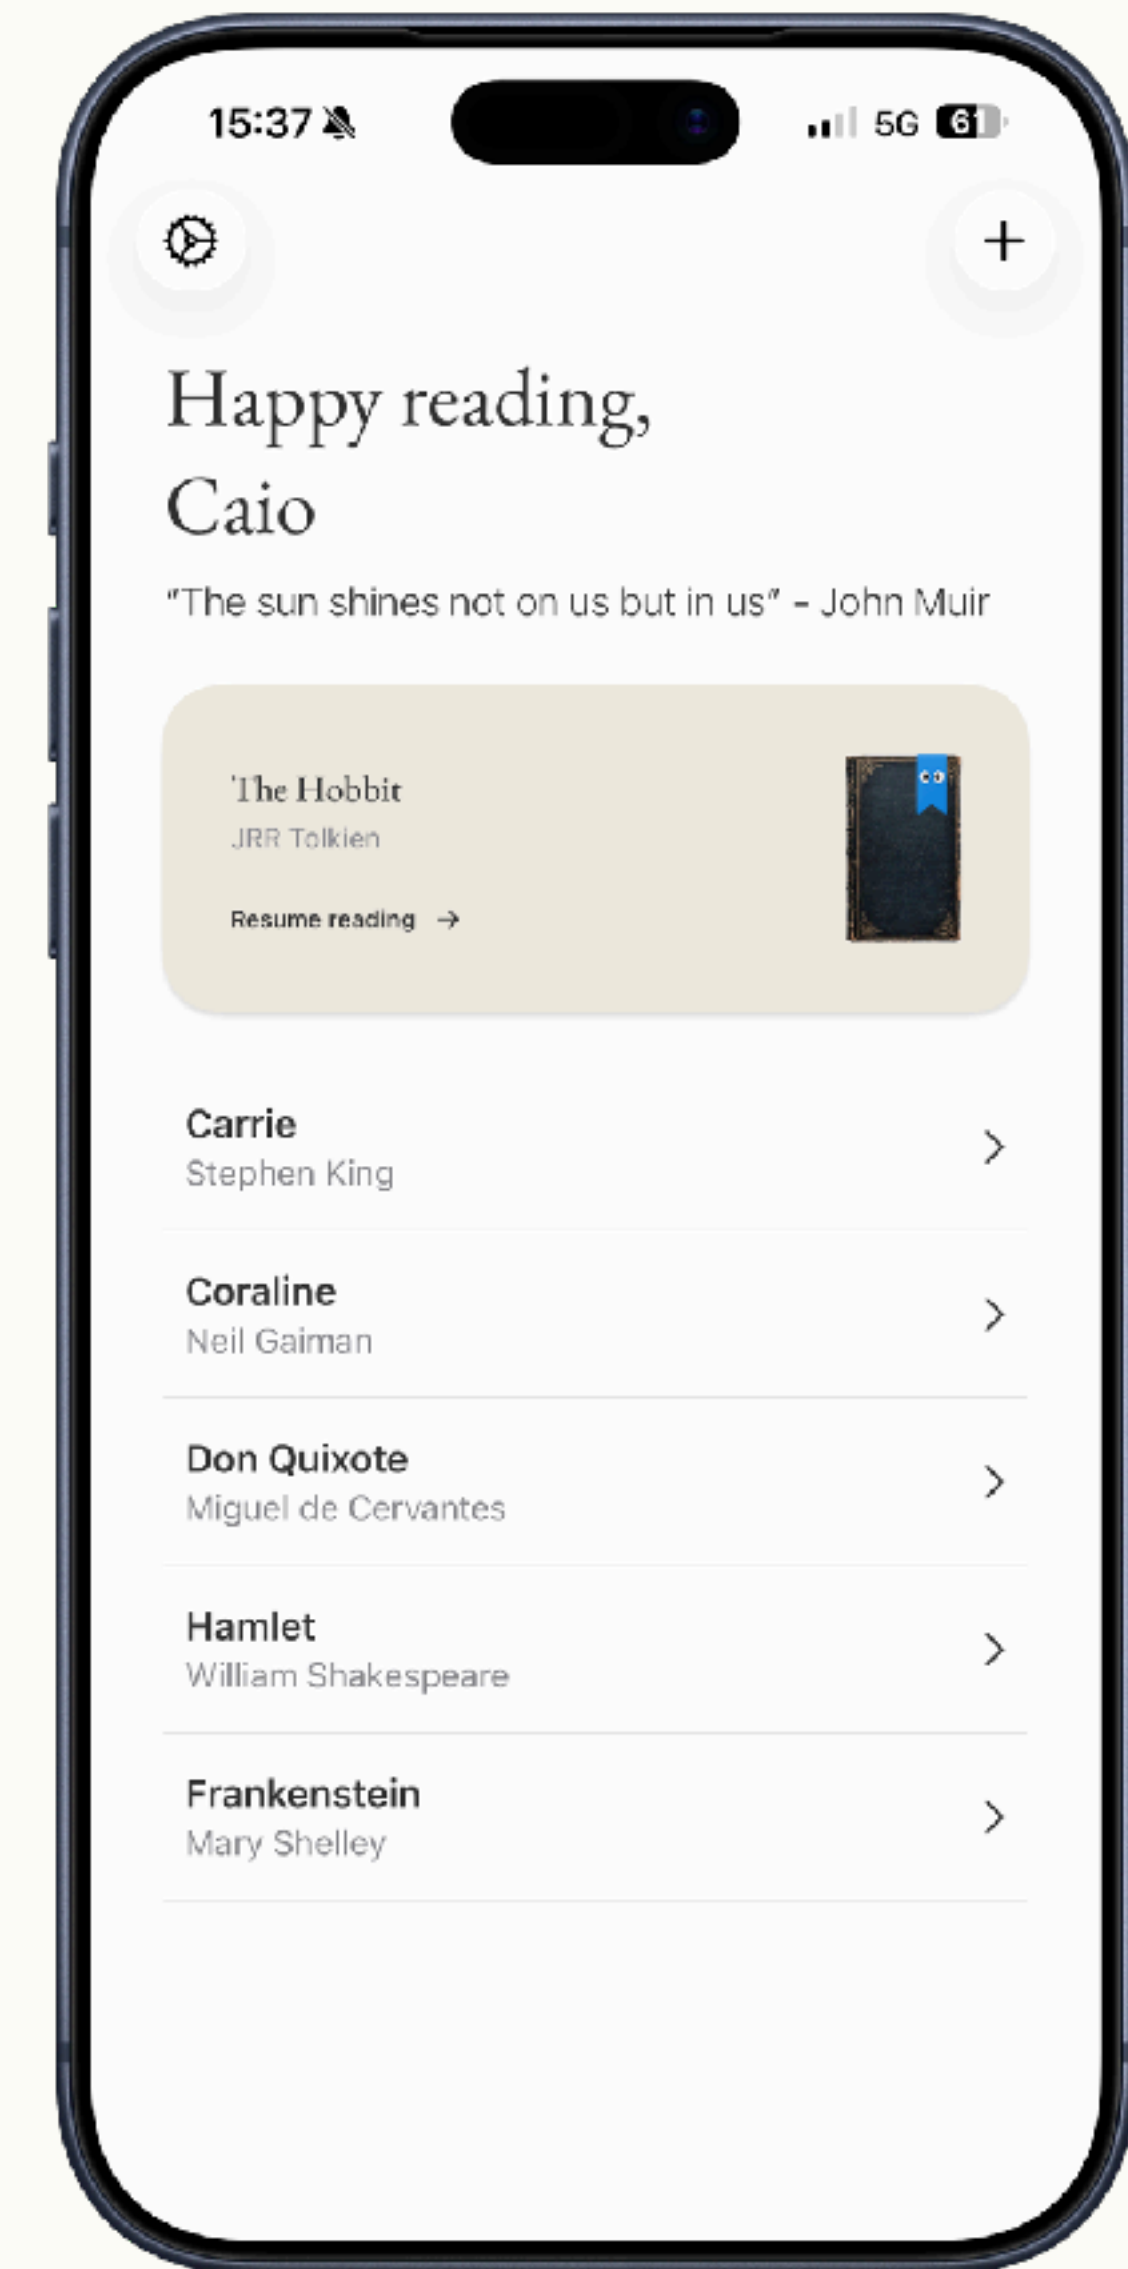 15:37 5G 61
Happy reading,
Caio
“The sun shines not on us but in us” – John Muir
The Hobbit
JRR Tolkien
Resume reading →
Carrie
Stephen King
Coraline
Neil Gaiman
Don Quixote
Miguel de Cervantes
Hamlet
William Shakespeare
Frankenstein
Mary Shelley